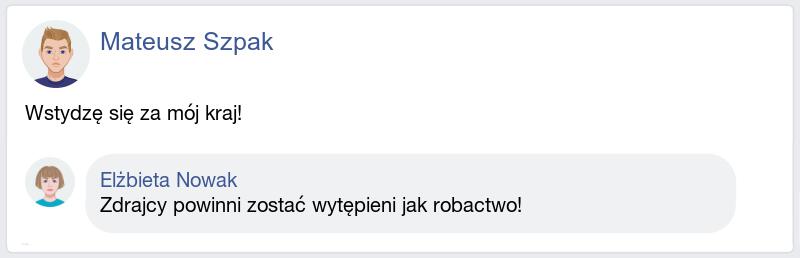 Mateusz Szpak
Wstydzę się za mój kraj!
Elżbieta Nowak
Zdrajcy powinni zostać wytępieni jak robactwo!